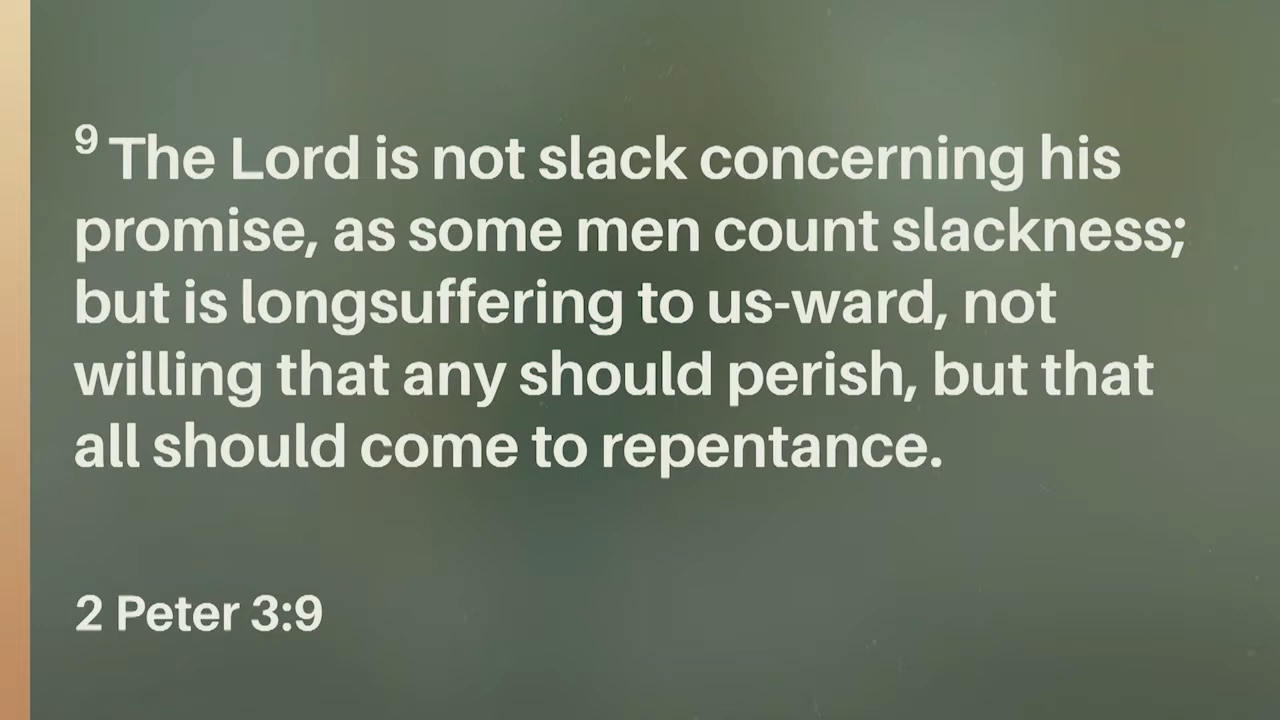 9 The Lord is not slack concerning his
promise, as some men count slackness;
but is longsuffering to us-ward, not
willing that any should perish, but that
all should come to repentance.
2 Peter 3:9